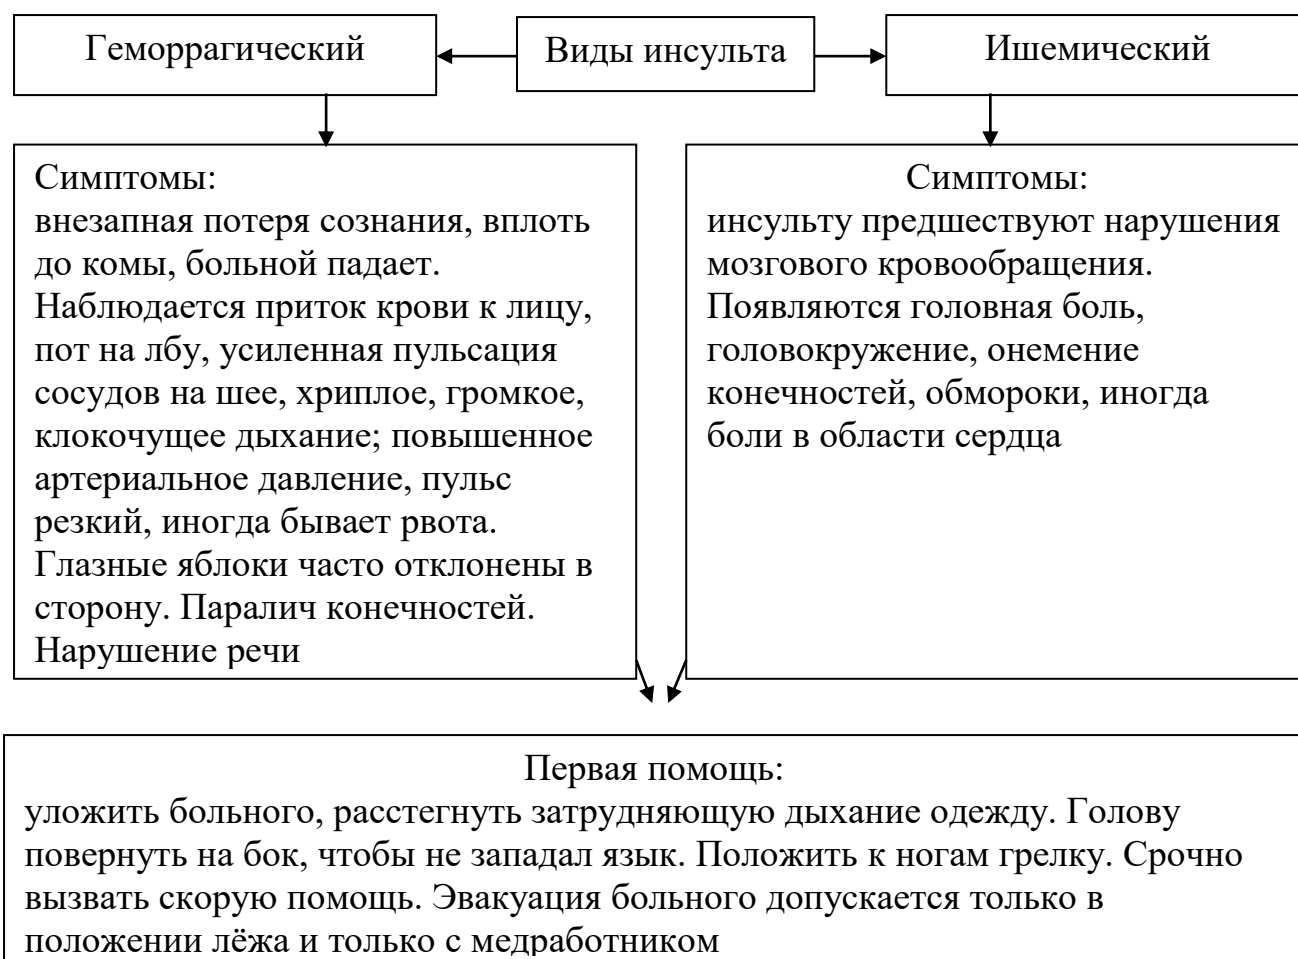 Геморрагический
Виды инсульта
Ишемический
Симптомы:
внезапная потеря сознания, вплоть
до комы, больной падает.
Наблюдается приток крови к лицу,
пот на лбу, усиленная пульсация
сосудов на шее, хриплое, громкое,
клокочущее дыхание; повышенное
артериальное давление, пульс
резкий, иногда бывает рвота.
Глазные яблоки часто отклонены в
сторону. Паралич конечностей.
Нарушение речи
Симптомы:
инсульту предшествуют нарушения
мозгового кровообращения.
Появляются головная боль,
головокружение, онемение
конечностей, обмороки, иногда
боли в области сердца
Первая помощь:
уложить больного, расстегнуть затрудняющую дыхание одежду. Голову
повернуть на бок, чтобы не западал язык. Положить к ногам грелку. Срочно
вызвать скорую помощь. Эвакуация больного допускается только в
положении лёжа и только с медработником